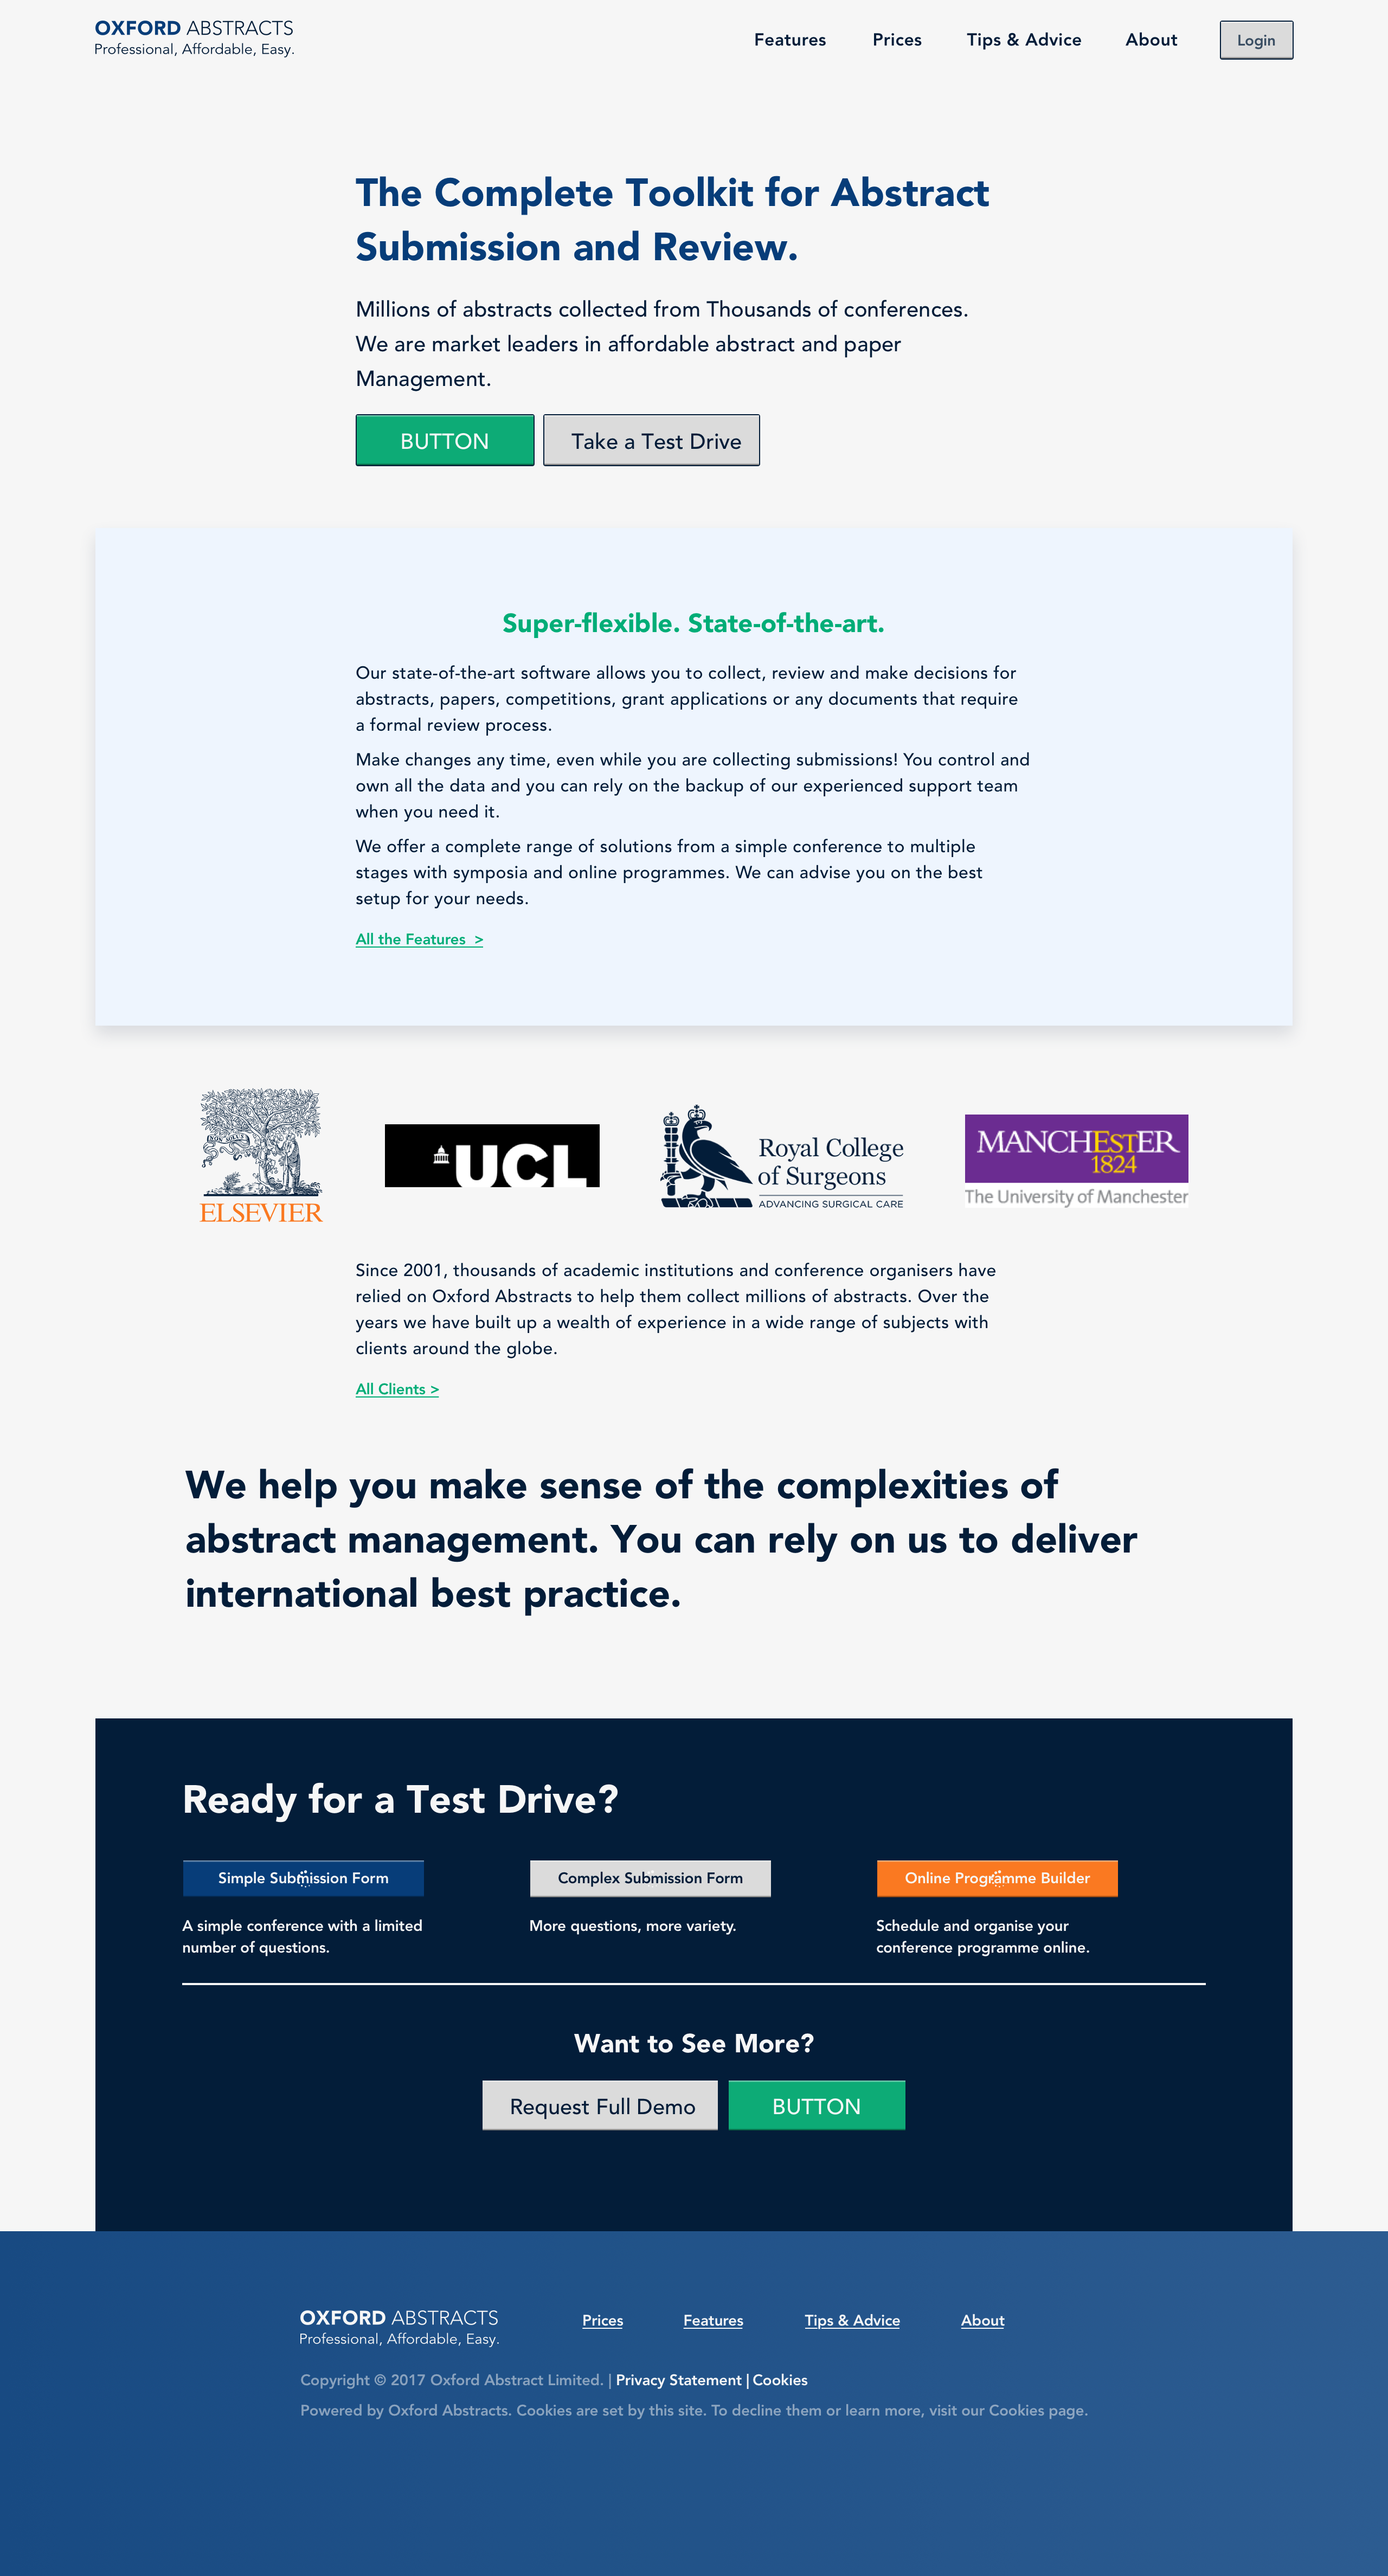 OXFORD ABSTRACTS
Professional, Affordable, Easy.
Features Prices Tips & Advice About Login
The Complete Toolkit for Abstract
Submission and Review.
Millions of abstracts collected from Thousands of conferences.
We are market leaders in affordable abstract and paper
Management.
BUTTON Take a Test Drive
Super-flexible. State-of-the-art.
Our state-of-the-art software allows you to collect, review and make decisions for
abstracts, papers, competitions, grant applications or any documents that require
a formal review process.
Make changes any time, even while you are collecting submissions! You control and
own all the data and you can rely on the backup of our experienced support team
when you need it.
We offer a complete range of solutions from a simple conference to multiple
stages with symposia and online programmes. We can advise you on the best
setup for your needs.
All the Features >
ELSEVIER
UCL
Royal College
of Surgeons
ADVANCING SURGICAL CARE
MANCHESTER
1824
The University of Manchester
Since 2001, thousands of academic institutions and conference organisers have
relied on Oxford Abstracts to help them collect millions of abstracts. Over the
years we have built up a wealth of experience in a wide range of subjects with
clients around the globe.
All Clients >
We help you make sense of the complexities of
abstract management. You can rely on us to deliver
international best practice.
Ready for a Test Drive?
Simple Submission Form Complex Submission Form Online Programme Builder
A simple conference with a limited
number of questions.
More questions, more variety.
Schedule and organise your
conference programme online.
Want to See More?
Request Full Demo BUTTON
OXFORD ABSTRACTS
Professional, Affordable, Easy.
Prices Features Tips & Advice About
Copyright © 2017 Oxford Abstract Limited. | Privacy Statement | Cookies
Powered by Oxford Abstracts. Cookies are set by this site. To decline them or learn more, visit our Cookies page.